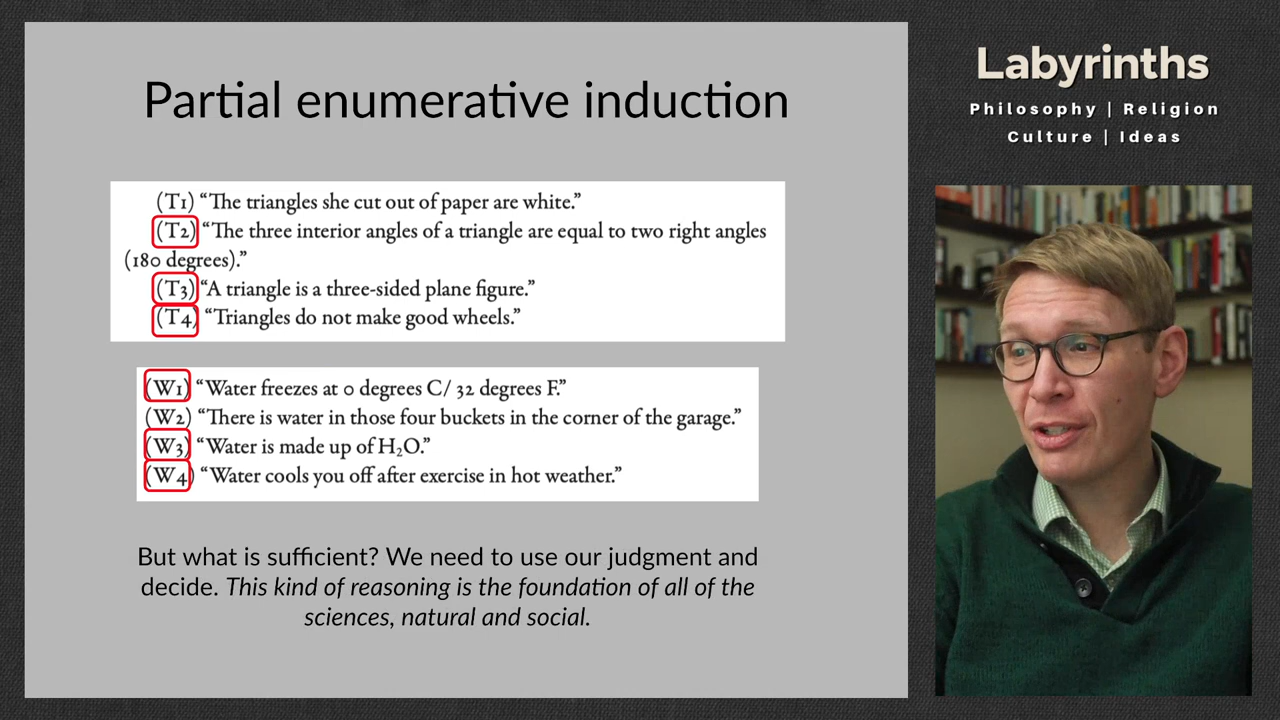 Partial enumerative induction
(T1) “The triangles she cut out of paper are white.”
(T2) “The three interior angles of a triangle are equal to two right angles
(180 degrees).”
(T3) “A triangle is a three-sided plane figure.”
(T4) “Triangles do not make good wheels.”
(W1) “Water freezes at 0 degrees C/ 32 degrees F.”
(W2) “There is water in those four buckets in the corner of the garage.”
(W3) “Water is made up of H₂O.”
(W4) “Water cools you off after exercise in hot weather.”
But what is sufficient? We need to use our judgment and
decide. This kind of reasoning is the foundation of all of the
sciences, natural and social.
Labyrinths
Philosophy | Religion
Culture | Ideas